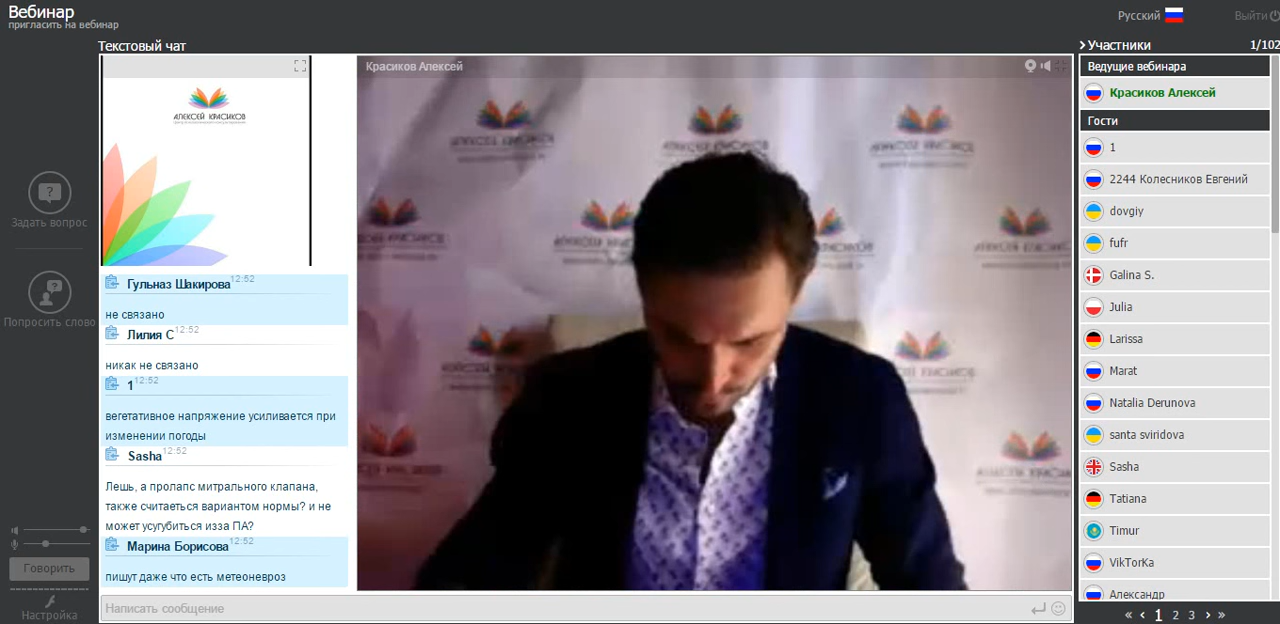 Вебинар
пригласить на вебинар
Русский
Выйти
Текстовый чат
Участники 1/102
Задать вопрос
Попросить слово
Говорить
Настройка
АЛЕКСЕЙ КРАСИКОВ
Гульназ Шакирова 12:52
не связано
Лилия С 12:52
никак не связано
1 12:52
вегетативное напряжение усиливается при
изменении погоды
Sasha 12:52
Лешь, а пролапс митрального клапана,
также считаеться вариантом нормы? и не
может усугубиться изза ПА?
Марина Борисова 12:52
пишут даже что есть метеоневроз
Написать сообщение
Красиков Алексей
Ведущие вебинара
Красиков Алексей
Гости
1
2244 Колесников Евгений
dovgiy
fufr
Galina S.
Julia
Larissa
Marat
Natalia Derunova
santa sviridova
Sasha
Tatiana
Timur
VikTorKa
Александр
« ‹ 1 2 3 › »